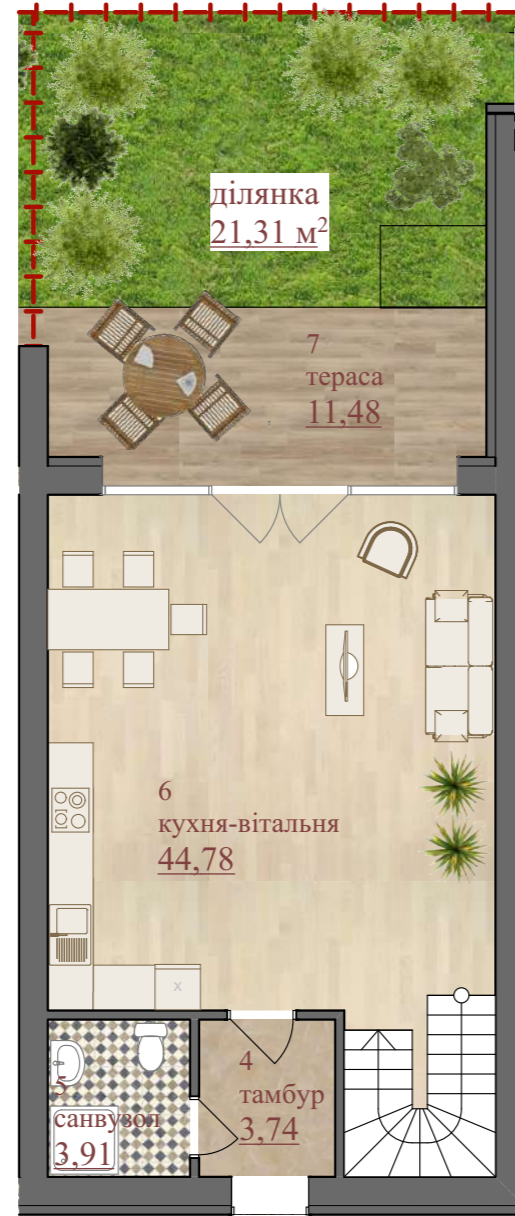 ділянка
21,31 м²
7
тераса
11,48
6
кухня-вітальня
44,78
x
4
тамбур
3,74
5
санвузол
3,91